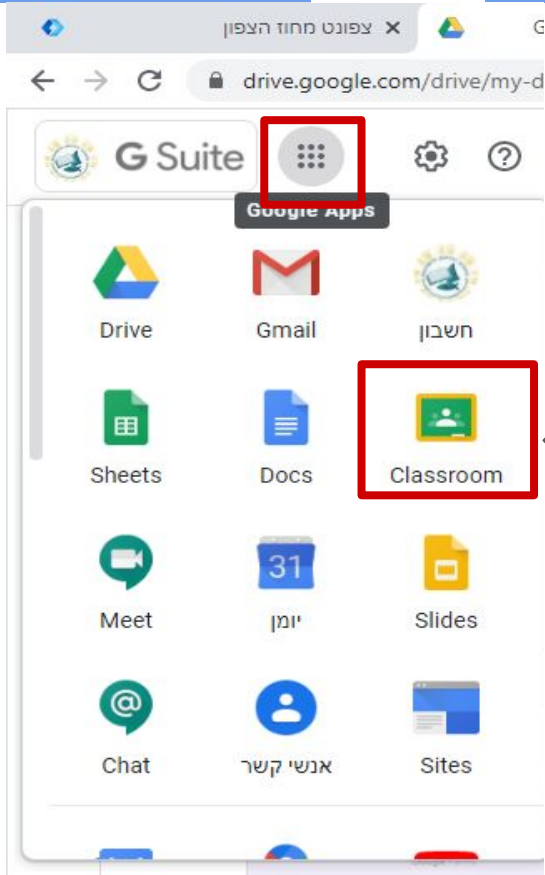 צפונט מחוז הצפון
G
drive.google.com/drive/my-d
G Suite
Google Apps
Drive
Gmail
חשבון
Sheets
Docs
Classroom
Meet
31
יומן
Slides
Chat
אנשי קשר
Sites